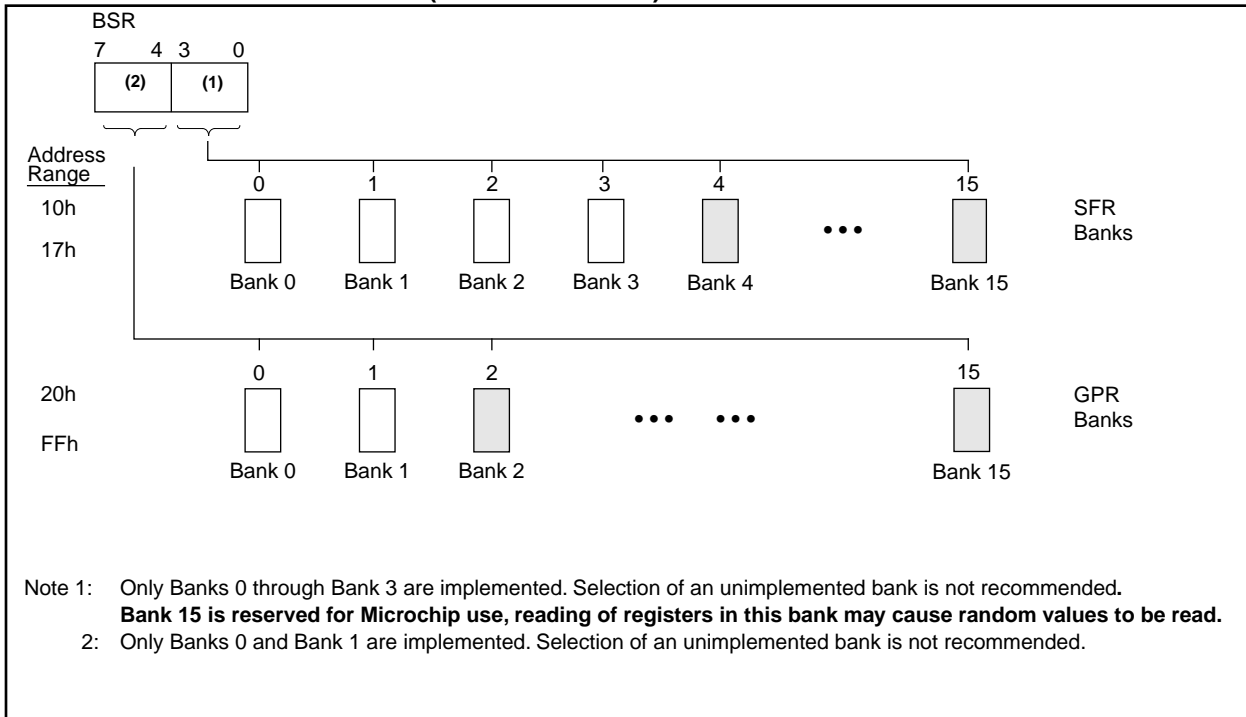 BSR
7 4 3 0
(2) (1)
Address
Range
0 1 2 3 4 15
10h
17h
SFR
Banks
•••
Bank 0 Bank 1 Bank 2 Bank 3 Bank 4 Bank 15
0 1 2 15
20h
FFh
GPR
Banks
••• •••
Bank 0 Bank 1 Bank 2 Bank 15
Note 1: Only Banks 0 through Bank 3 are implemented. Selection of an unimplemented bank is not recommended.
Bank 15 is reserved for Microchip use, reading of registers in this bank may cause random values to be read.
2: Only Banks 0 and Bank 1 are implemented. Selection of an unimplemented bank is not recommended.